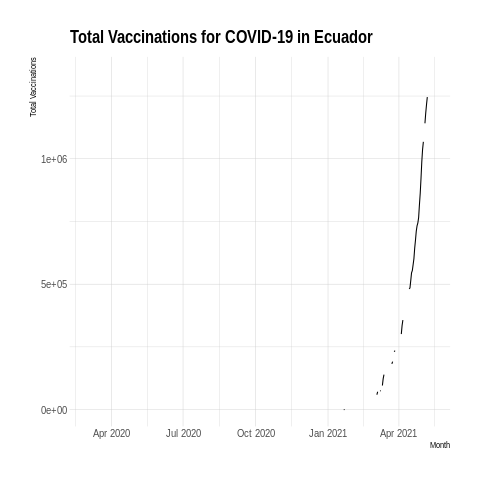 Total Vaccinations for COVID-19 in Ecuador
Total Vaccinations
1e+06
5e+05
0e+00
Apr 2020
Jul 2020
Oct 2020
Jan 2021
Apr 2021
Month